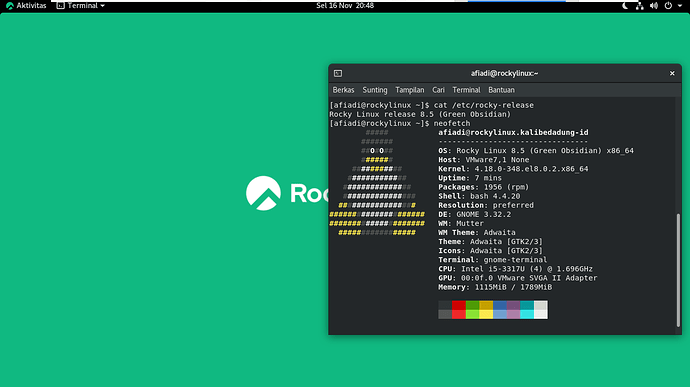 Aktivitas Terminal Sel 16 Nov 20:48
afiadi@rockylinux:~
Berkas Sunting Tampilan Cari Terminal Bantuan
[afiadi@rockylinux ~]$ cat /etc/rocky-release
Rocky Linux release 8.5 (Green Obsidian)
[afiadi@rockylinux ~]$ neofetch
afiadi@rockylinux.kalibedadung-id
---------------------------------
OS: Rocky Linux 8.5 (Green Obsidian) x86_64
Host: VMware7,1 None
Kernel: 4.18.0-348.el8.0.2.x86_64
Uptime: 7 mins
Packages: 1956 (rpm)
Shell: bash 4.4.20
Resolution: preferred
DE: GNOME 3.32.2
WM: Mutter
WM Theme: Adwaita
Theme: Adwaita [GTK2/3]
Icons: Adwaita [GTK2/3]
Terminal: gnome-terminal
CPU: Intel i5-3317U (4) @ 1.696GHz
GPU: 00:0f.0 VMware SVGA II Adapter
Memory: 1115MiB / 1789MiB
Roc